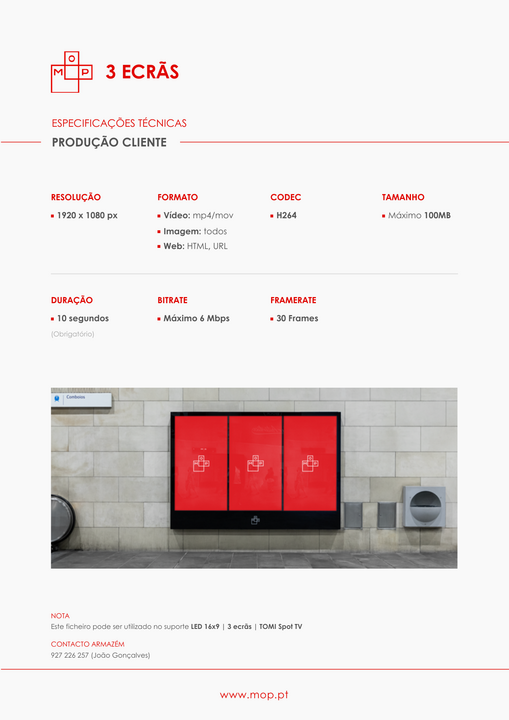 M O P
3 ECRÃS
ESPECIFICAÇÕES TÉCNICAS
PRODUÇÃO CLIENTE
RESOLUÇÃO
1920 x 1080 px
FORMATO
Vídeo: mp4/mov
Imagem: todos
Web: HTML, URL
CODEC
H264
TAMANHO
Máximo 100MB
DURAÇÃO
10 segundos
(Obrigatório)
BITRATE
Máximo 6 Mbps
FRAMERATE
30 Frames
NOTA
Este ficheiro pode ser utilizado no suporte LED 16x9 | 3 ecrãs | TOMI Spot TV
CONTACTO ARMAZÉM
927 226 257 (João Gonçalves)
www.mop.pt